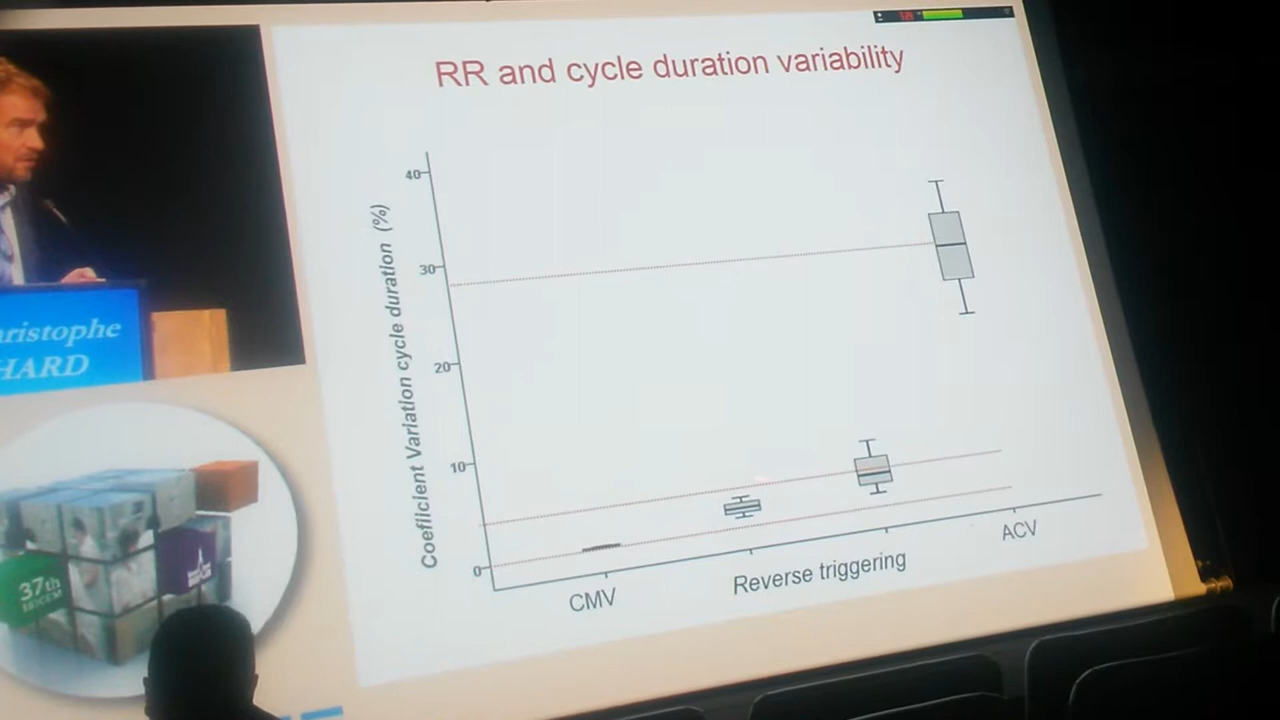 RR and cycle duration variability
Coefficient Variation cycle duration (%)
40
30
20
10
0
CMV
Reverse triggering
ACV
ristophe
HARD
37th